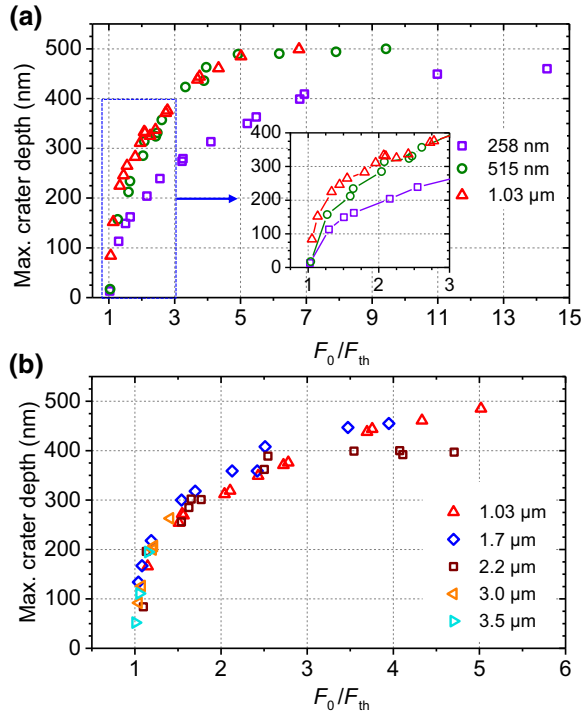 (a)
Max. crater depth (nm)
500
400
300
200
100
0
400
300
200
100
0
1 2 3
258 nm
515 nm
1.03 µm
1 3 5 7 9 11 13 15
F0/Fth
(b)
Max. crater depth (nm)
500
400
300
200
100
0
1.03 µm
1.7 µm
2.2 µm
3.0 µm
3.5 µm
1 2 3 4 5 6
F0/Fth